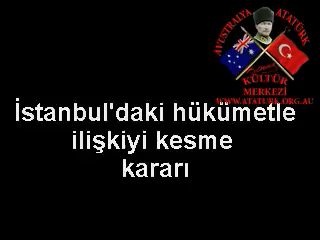 AVUSTRALYA ATATÜRK
KÜLTÜR
MERKEZİ
WWW.ATATURK.ORG.AU
İstanbul'daki hükümetle
ilişkiyi kesme
kararı